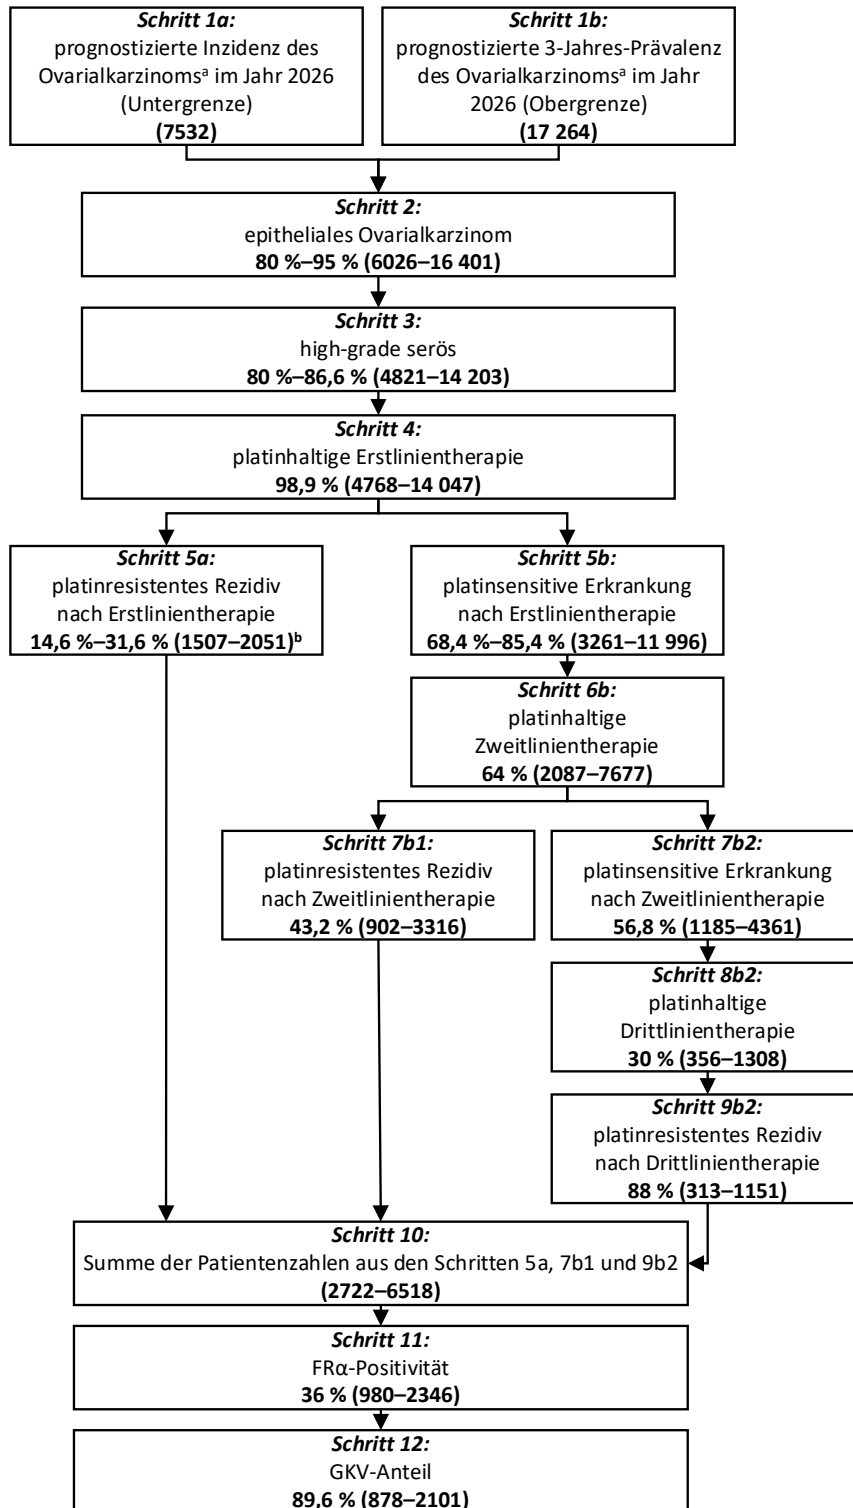 Schritt 1a:
prognostizierte Inzidenz des
Ovarialkarzinomsᵃ im Jahr 2026
(Untergrenze)
(7532)
Schritt 1b:
prognostizierte 3-Jahres-Prävalenz
des Ovarialkarzinomsᵃ im Jahr
2026 (Obergrenze)
(17 264)
Schritt 2:
epitheliales Ovarialkarzinom
80 %–95 % (6026–16 401)
Schritt 3:
high-grade serös
80 %–86,6 % (4821–14 203)
Schritt 4:
platinhaltige Erstlinientherapie
98,9 % (4768–14 047)
Schritt 5a:
platinresistentes Rezidiv
nach Erstlinientherapie
14,6 %–31,6 % (1507–2051)ᵇ
Schritt 5b:
platinsensitive Erkrankung
nach Erstlinientherapie
68,4 %–85,4 % (3261–11 996)
Schritt 6b:
platinhaltige
Zweitlinientherapie
64 % (2087–7677)
Schritt 7b1:
platinresistentes Rezidiv
nach Zweitlinientherapie
43,2 % (902–3316)
Schritt 7b2:
platinsensitive Erkrankung
nach Zweitlinientherapie
56,8 % (1185–4361)
Schritt 8b2:
platinhaltige
Drittlinientherapie
30 % (356–1308)
Schritt 9b2:
platinresistentes Rezidiv
nach Drittlinientherapie
88 % (313–1151)
Schritt 10:
Summe der Patientenzahlen aus den Schritten 5a, 7b1 und 9b2
(2722–6518)
Schritt 11:
FRα-Positivität
36 % (980–2346)
Schritt 12:
GKV-Anteil
89,6 % (878–2101)